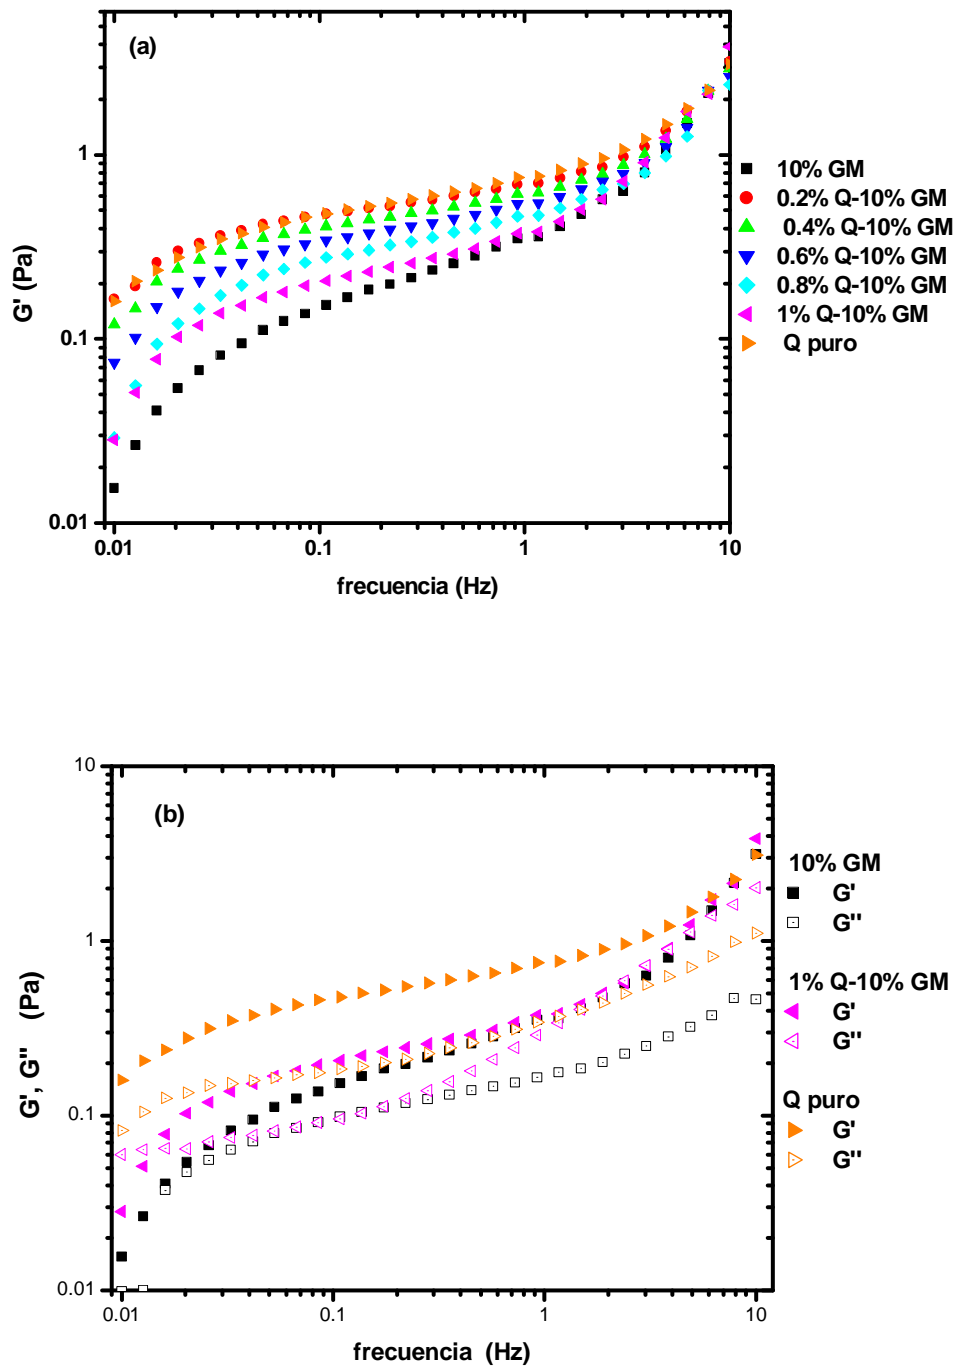 (a)
1
0.1
0.01
G' (Pa)
0.01
0.1
1
10
frecuencia (Hz)
10% GM
0.2% Q-10% GM
0.4% Q-10% GM
0.6% Q-10% GM
0.8% Q-10% GM
1% Q-10% GM
Q puro
(b)
10
1
0.1
0.01
G', G'' (Pa)
0.01
0.1
1
10
frecuencia (Hz)
10% GM
G'
G''
1% Q-10% GM
G'
G''
Q puro
G'
G''